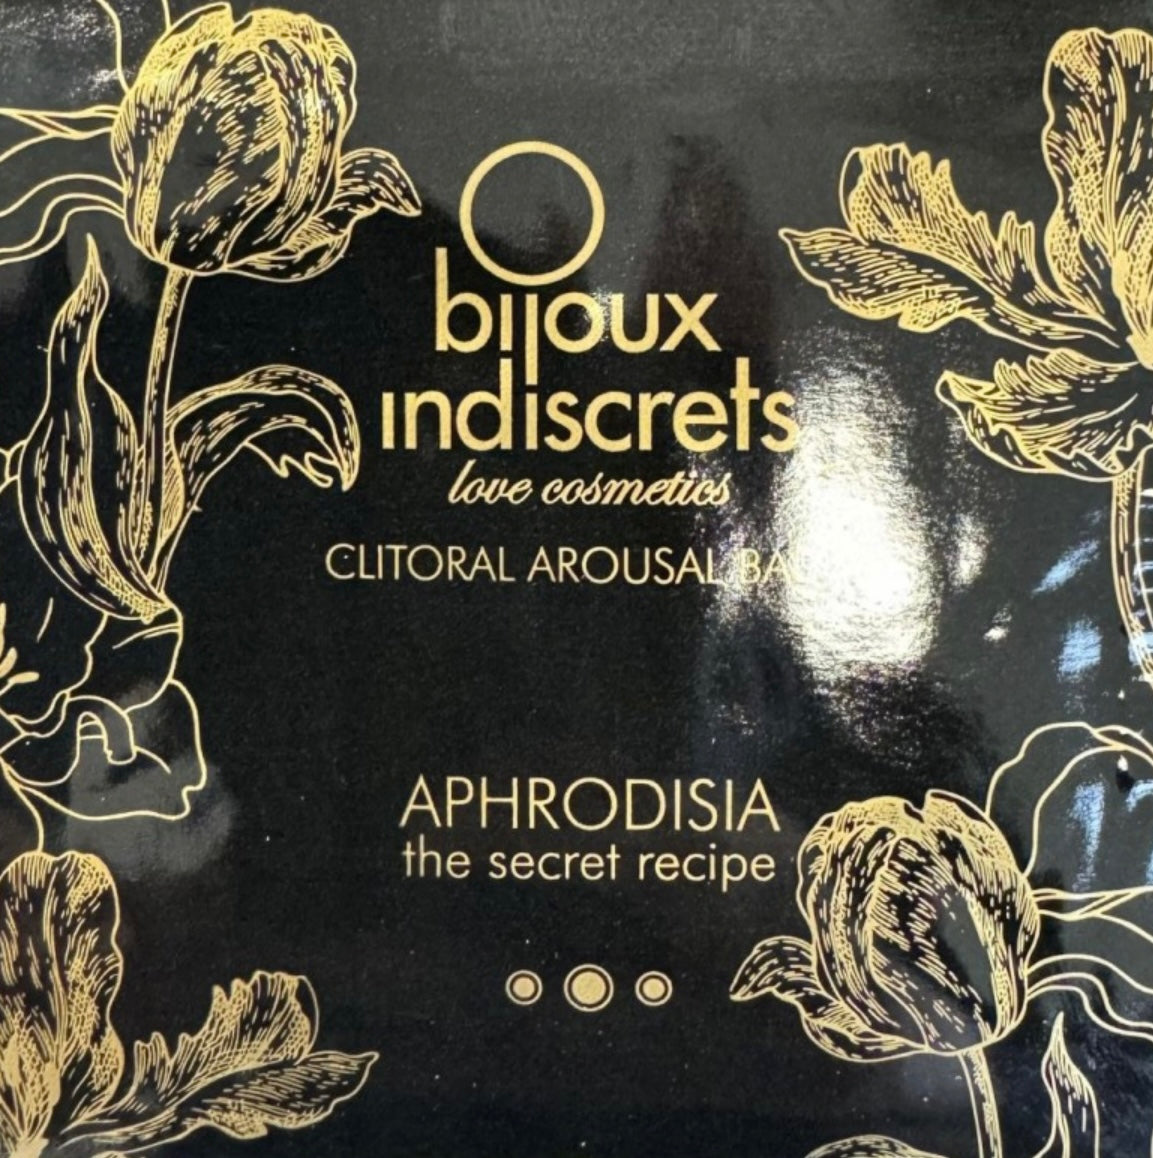 bijoux
indiscrets
love cosmetics
CLITORAL AROUSAL
APHRODISIA
the secret recipe